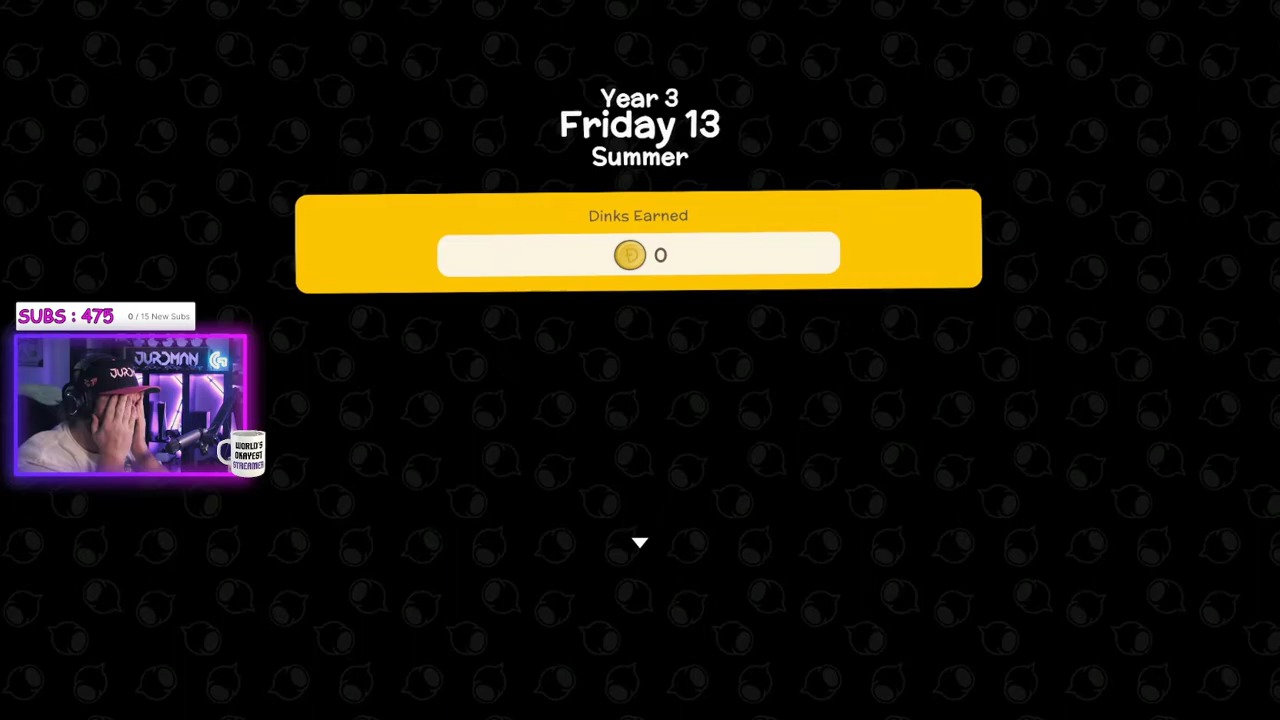 Year 3
Friday 13
Summer
Dinks Earned
Đ 0
SUBS : 475 0 / 15 New Subs
JUROMAN
WORLD'S
OKAYEST
STREAMER